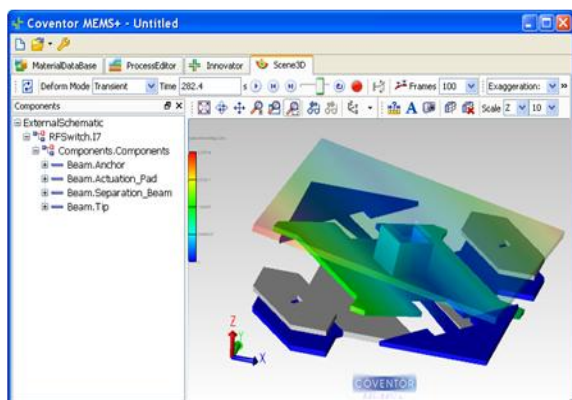 Coventor MEMS+ - Untitled
MaterialDataBase ProcessEditor Innovator Scene3D
Deform Mode Transient Time 282.4 s Frames 100 Exaggeration: »
Components
A Scale Z 10
ExternalSchematic
RFSwitch.I7
Components.Components
Beam.Anchor
Beam.Actuation_Pad
Beam.Separation_Beam
Beam.Tip
Z
Y
X
COVENTOR